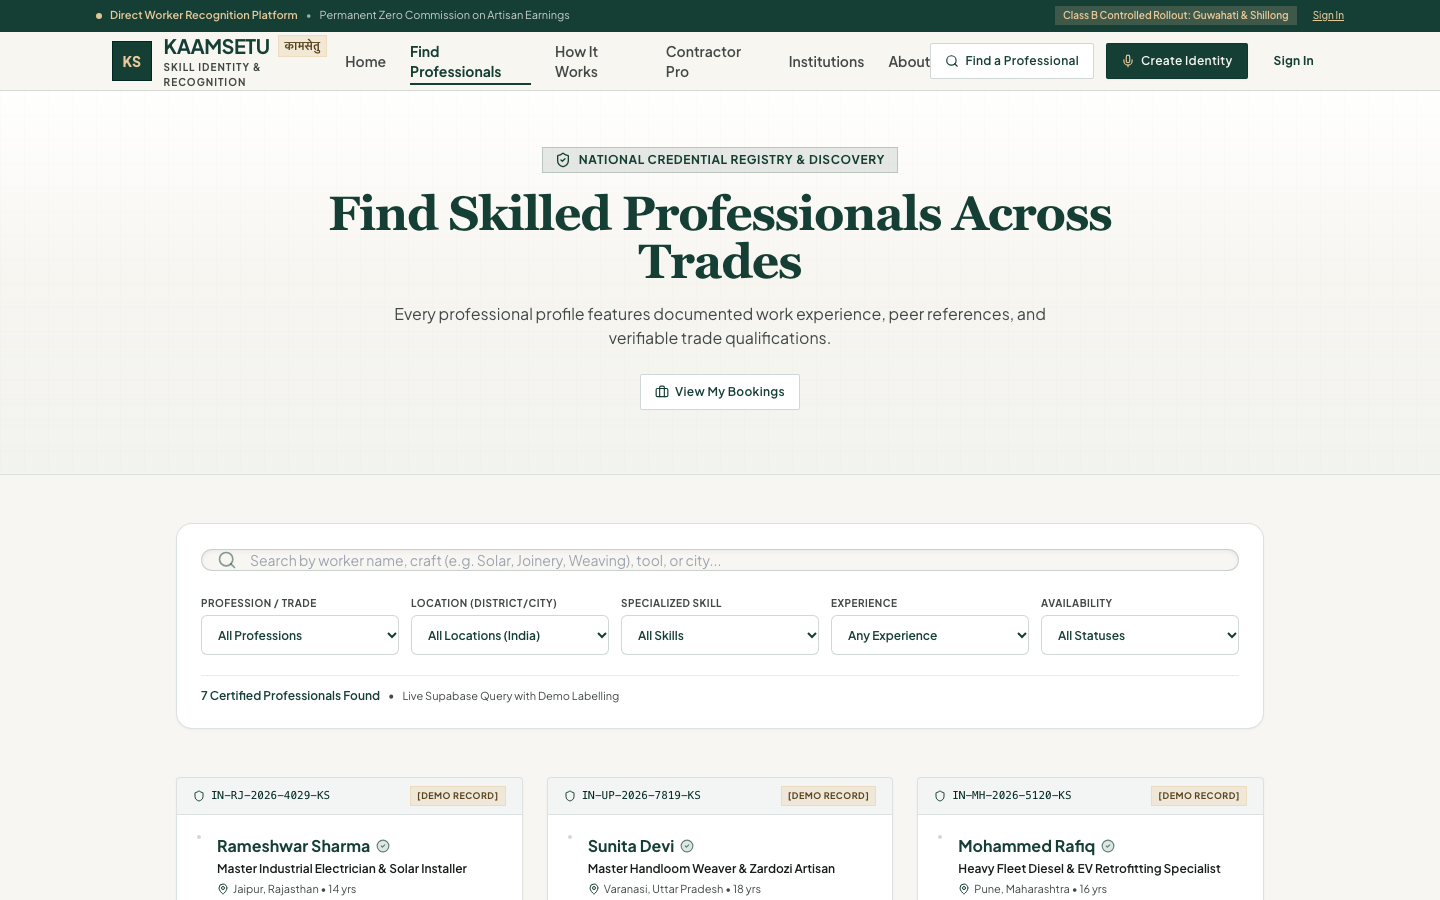 Direct Worker Recognition Platform • Permanent Zero Commission on Artisan Earnings
Class B Controlled Rollout: Guwahati & Shillong
Sign In
KS
KAAMSETU
कामसेतु
SKILL IDENTITY &
RECOGNITION
Home
Find
Professionals
How It
Works
Contractor
Pro
Institutions
About
Find a Professional
Create Identity
Sign In
NATIONAL CREDENTIAL REGISTRY & DISCOVERY
Find Skilled Professionals Across
Trades
Every professional profile features documented work experience, peer references, and
verifiable trade qualifications.
View My Bookings
Search by worker name, craft (e.g. Solar, Joinery, Weaving), tool, or city...
PROFESSION / TRADE
All Professions
LOCATION (DISTRICT/CITY)
All Locations (India)
SPECIALIZED SKILL
All Skills
EXPERIENCE
Any Experience
AVAILABILITY
All Statuses
7 Certified Professionals Found • Live Supabase Query with Demo Labelling
IN-RJ-2026-4029-KS
[DEMO RECORD]
Rameshwar Sharma
Master Industrial Electrician & Solar Installer
Jaipur, Rajasthan • 14 yrs
IN-UP-2026-7819-KS
[DEMO RECORD]
Sunita Devi
Master Handloom Weaver & Zardozi Artisan
Varanasi, Uttar Pradesh • 18 yrs
IN-MH-2026-5120-KS
[DEMO RECORD]
Mohammed Rafiq
Heavy Fleet Diesel & EV Retrofitting Specialist
Pune, Maharashtra • 16 yrs